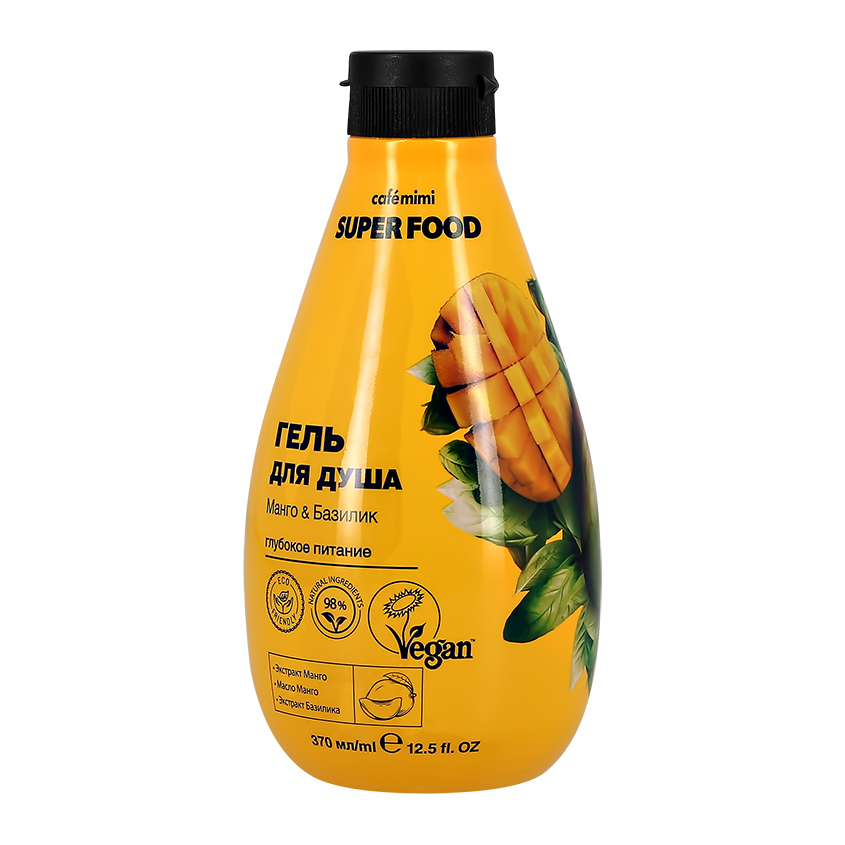 café mimi
SUPER FOOD
ГЕЛЬ
ДЛЯ ДУША
Манго & Базилик
глубокое питание
ECO
FRIENDLY
NATURAL INGREDIENTS
98%
Vegan™
• Экстракт Манго
• Масло Манго
• Экстракт Базилика
370 мл/ml ℮ 12.5 fl. OZ